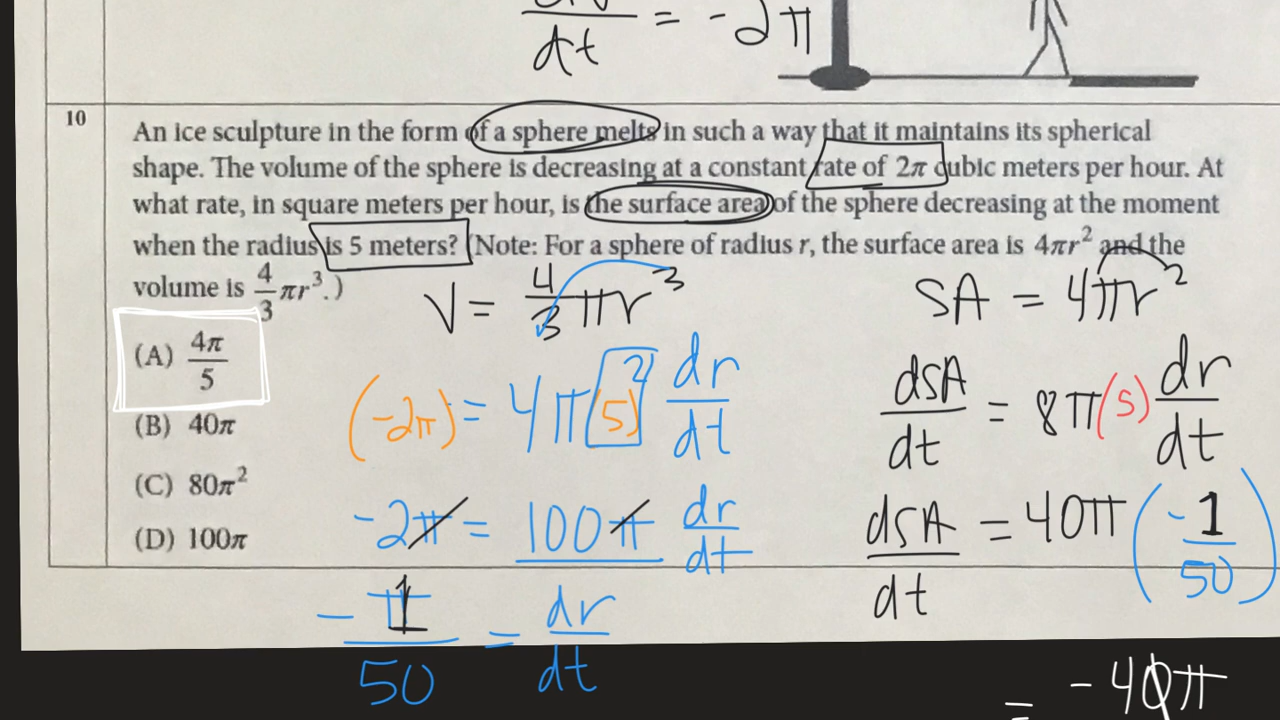 dt = -2π
10
An ice sculpture in the form of a sphere melts in such a way that it maintains its spherical
shape. The volume of the sphere is decreasing at a constant rate of 2π cubic meters per hour. At
what rate, in square meters per hour, is the surface area of the sphere decreasing at the moment
when the radius is 5 meters? (Note: For a sphere of radius r, the surface area is 4πr² and the
volume is 4/3 πr³.)
V = 4/3 πr³
SA = 4πr²
(A) 4π/5
(-2π) = 4π(5)² dr/dt
dSA/dt = 8π(5) dr/dt
(B) 40π
(C) 80π²
-2π = 100π dr/dt
dSA/dt = 40π(-1/50)
(D) 100π
-1/50 = dr/dt
= -40π